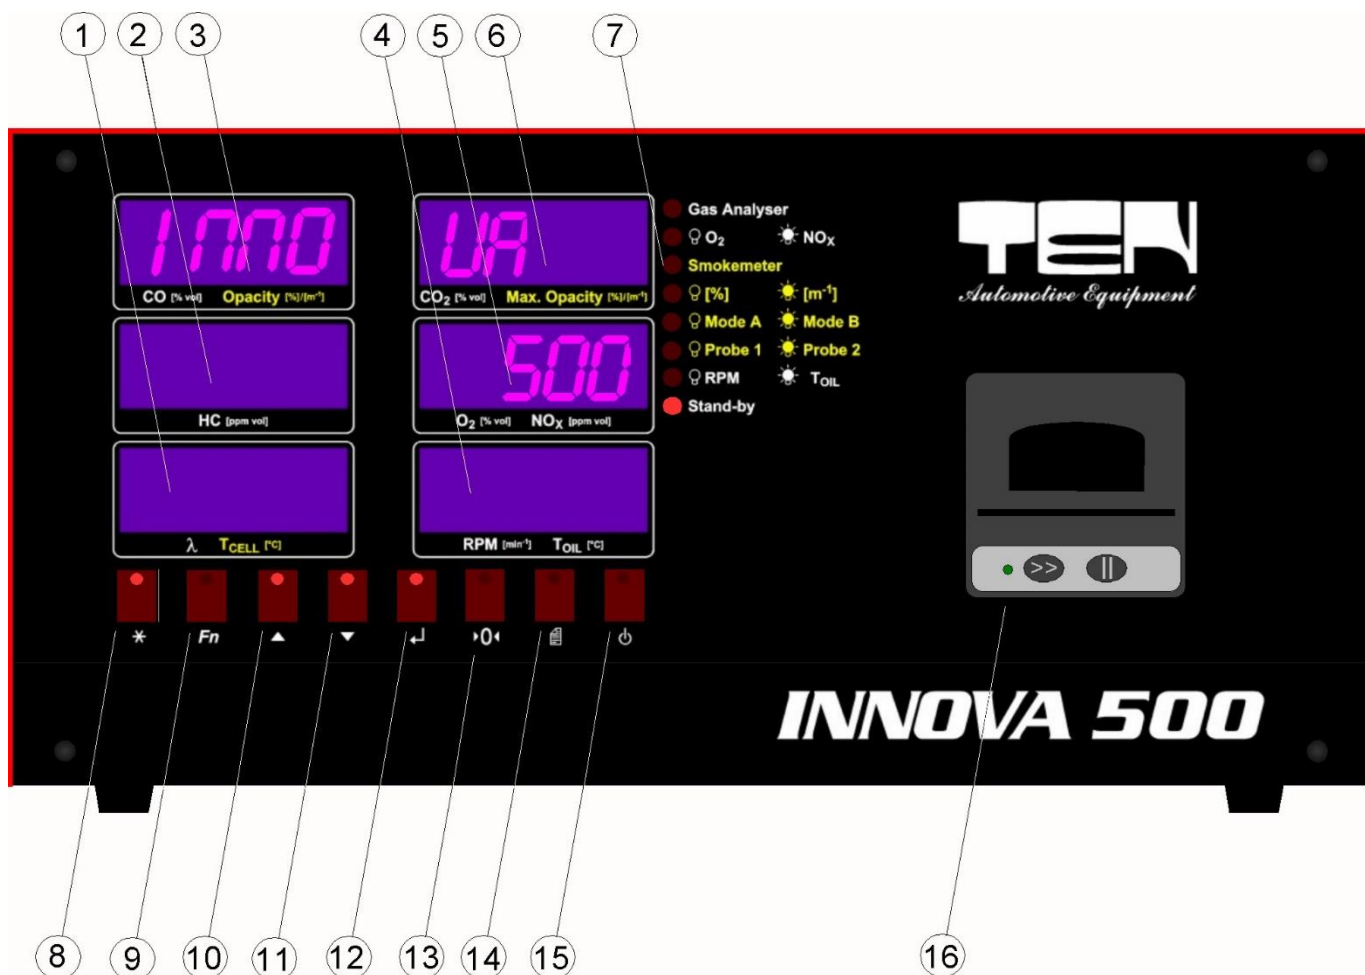 1 2 3 4 5 6 7
1NNO UA
CO [% vol] Opacity [%]/[m⁻¹] CO₂ [% vol] Max. Opacity [%]/[m⁻¹]
500
HC [ppm vol] O₂ [% vol] NOₓ [ppm vol]
λ T_CELL [°C] RPM [min⁻¹] T_OIL [°C]
Gas Analyser
O₂ NOₓ
Smokemeter
[%] [m⁻¹]
Mode A Mode B
Probe 1 Probe 2
RPM T_OIL
Stand-by
TEN
Automotive Equipment
>> ||
Fn 0
INNOVA 500
8 9 10 11 12 13 14 15 16